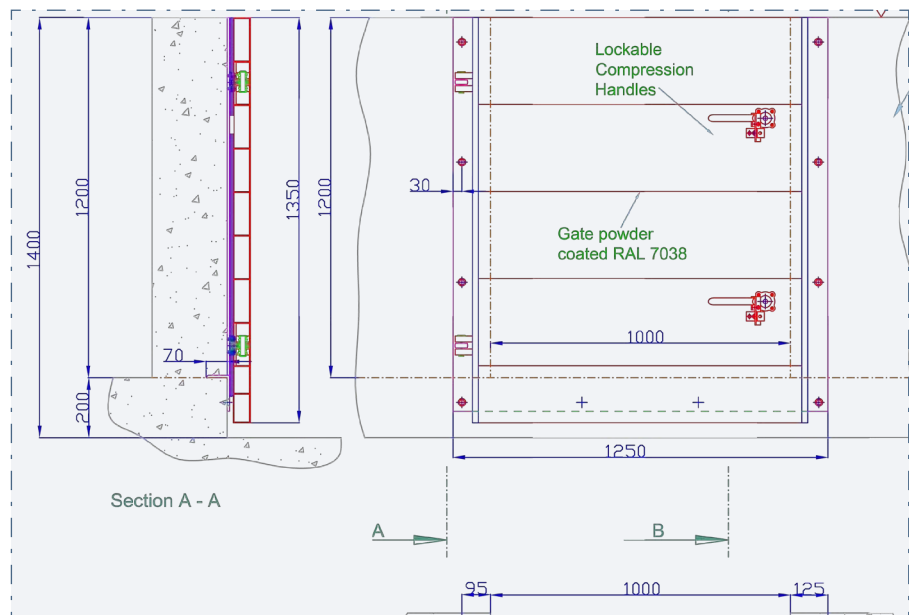 Lockable
Compression
Handles
30
1200
1400
1200
1350
1200
Gate powder
coated RAL 7038
1000
70
200
1250
Section A - A
A
B
95
1000
125